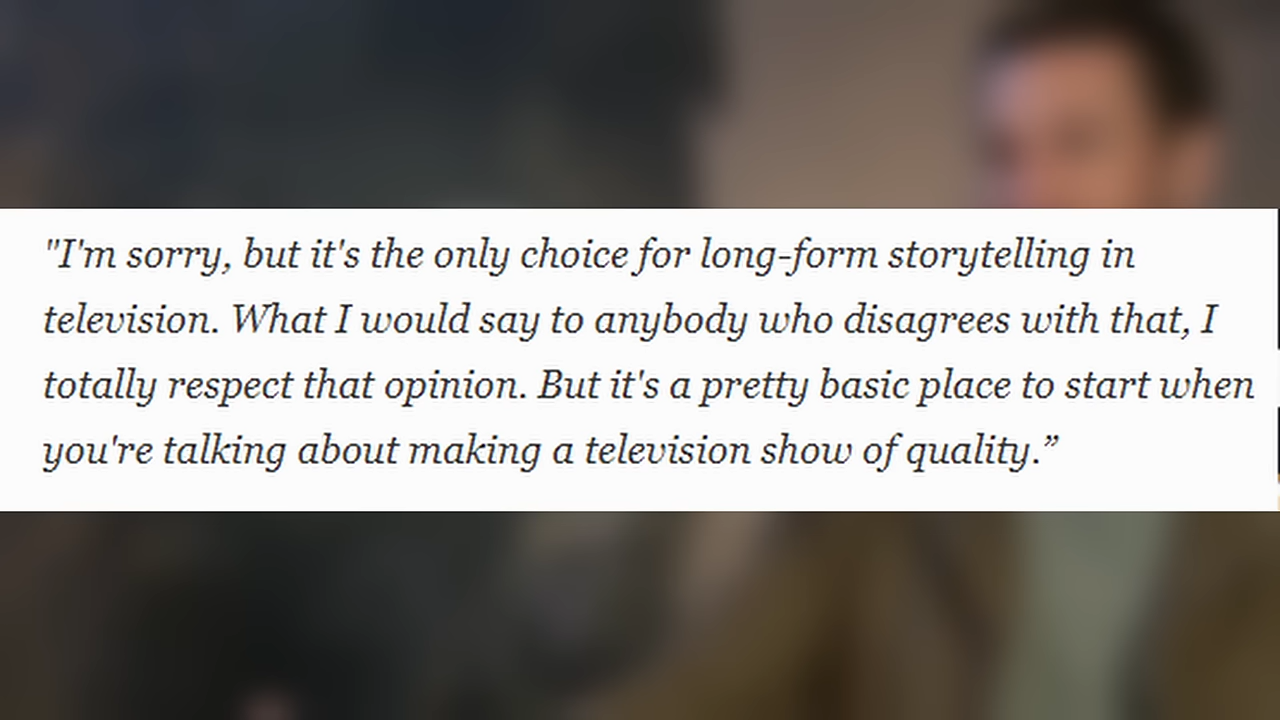 "I'm sorry, but it's the only choice for long-form storytelling in
television. What I would say to anybody who disagrees with that, I
totally respect that opinion. But it's a pretty basic place to start when
you're talking about making a television show of quality.”